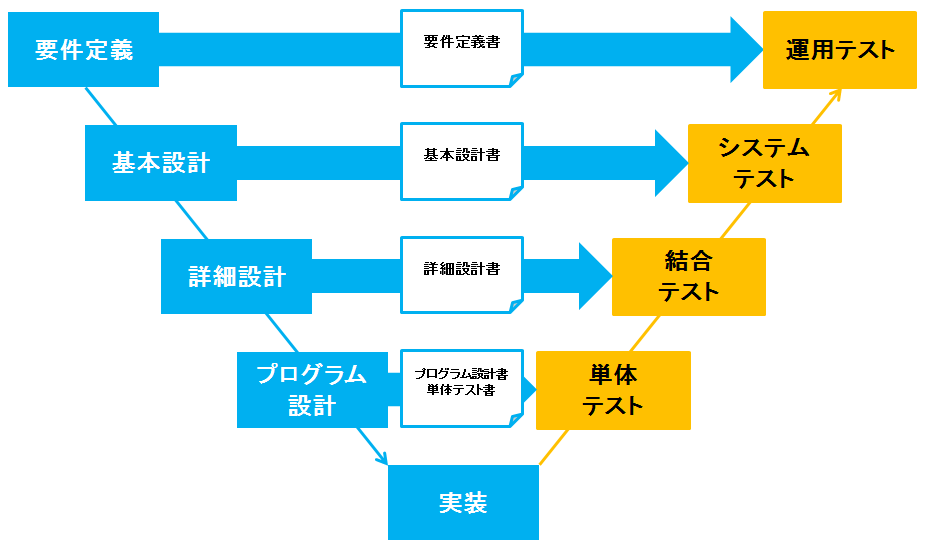 要件定義
要件定義書
運用テスト
基本設計
基本設計書
システム
テスト
詳細設計
詳細設計書
結合
テスト
プログラム
設計
プログラム設計書
単体テスト書
単体
テスト
実装